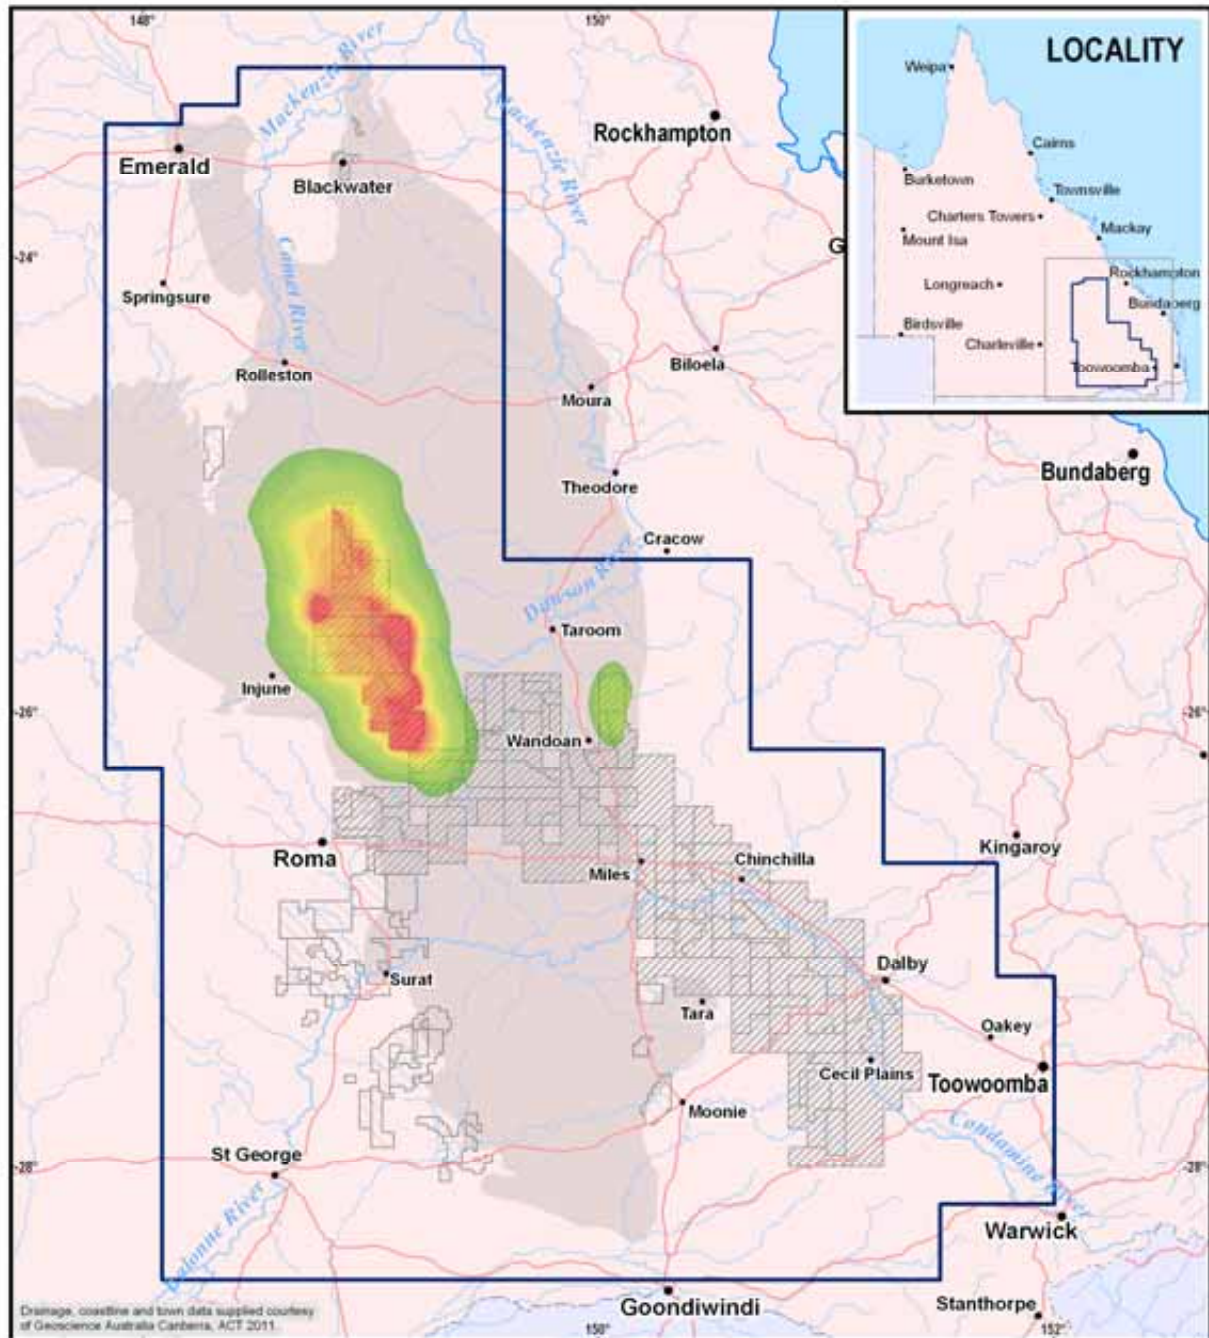 148°
150°
Mackenzie River
Mackenzie River
LOCALITY
Weipa
Cairns
Burketown
Townsville
Charters Towers
Mackay
Mount Isa
Rockhampton
Longreach
Bundaberg
Birdsville
Charleville
Toowoomba
Rockhampton
Emerald
Blackwater
G
-24°
Comet River
Springsure
Rolleston
Biloela
Moura
Bundaberg
Theodore
Cracow
Dawson River
Taroom
Injune
-26°
-26°
Wandoan
Roma
Kingaroy
Miles
Chinchilla
Surat
Dalby
Tara
Oakey
Cecil Plains
Toowoomba
Moonie
Condamine River
St George
-28°
-28°
Balonne River
Warwick
Goondiwindi
Stanthorpe
Drainage, coastline and town data supplied courtesy
of Geoscience Australia Canberra, ACT 2011.
150°
152°